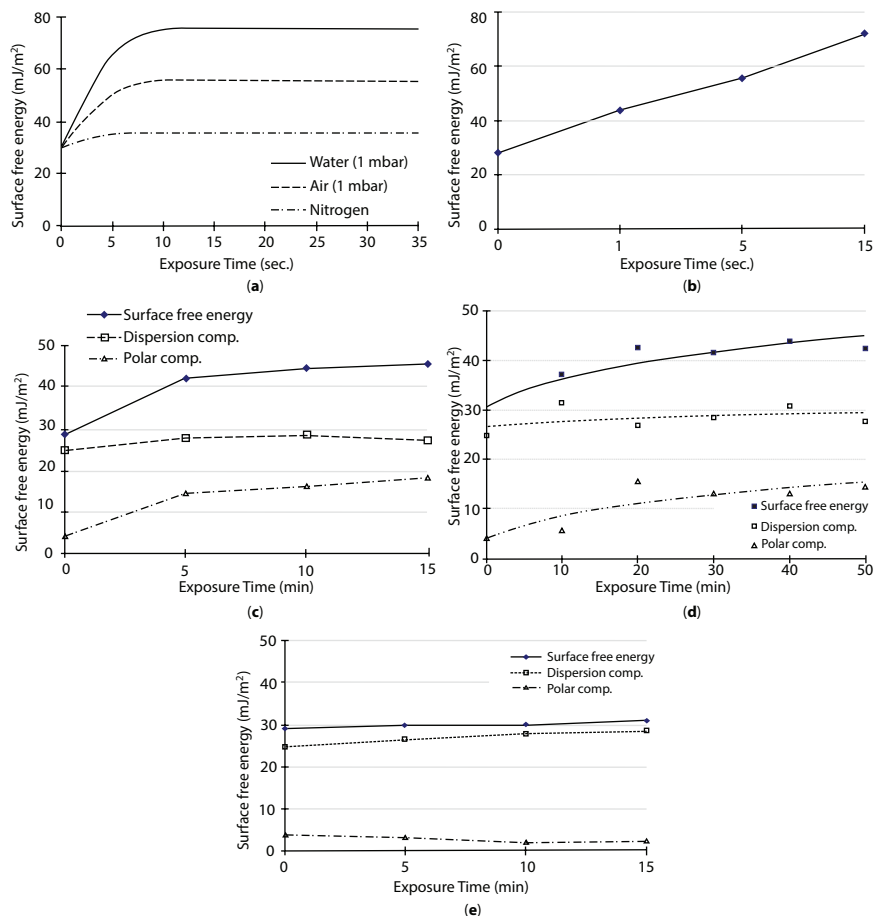 80
60
40
20
0
Surface free energy (mJ/m²)
Water (1 mbar)
Air (1 mbar)
Nitrogen
0 5 10 15 20 25 30 35
Exposure Time (sec.)
(a)
80
60
40
20
0
Surface free energy (mJ/m²)
0 1 5 15
Exposure Time (sec.)
(b)
Surface free energy
Dispersion comp.
Polar comp.
50
40
30
20
10
0
Surface free energy (mJ/m²)
0 5 10 15
Exposure Time (min)
(c)
50
40
30
20
10
0
Surface free energy (mJ/m²)
Surface free energy
Dispersion comp.
Polar comp.
0 10 20 30 40 50
Exposure Time (min)
(d)
50
40
30
20
10
0
Surface free energy (mJ/m²)
Surface free energy
Dispersion comp.
Polar comp.
0 5 10 15
Exposure Time (min)
(e)